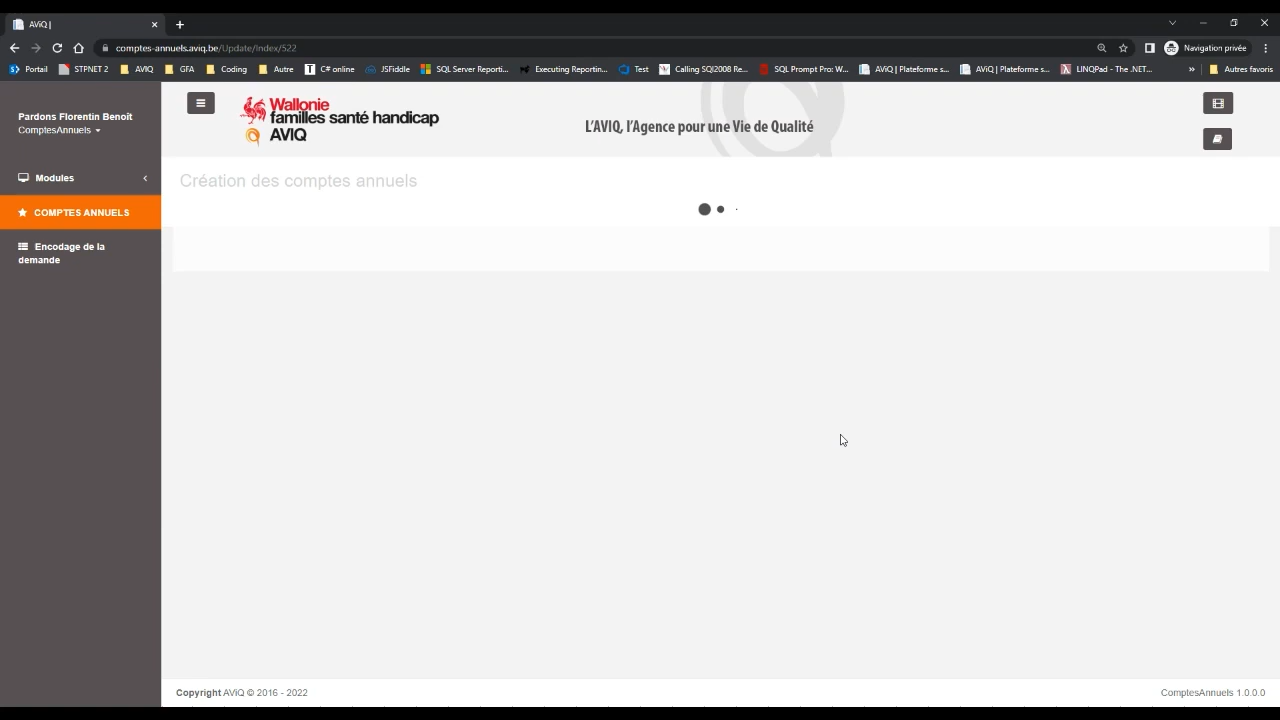 AViQ |
comptes-annuels.aviq.be/Update/Index/522
Navigation privée
Portail
STPNET 2
AVIQ
GFA
Coding
Autre
C# online
JSFiddle
SQL Server Reporti...
Executing Reportin...
Test
Calling SQl2008 Re...
SQL Prompt Pro: W...
AViQ | Plateforme s...
AViQ | Plateforme s...
LINQPad - The .NET...
»
Autres favoris
Pardons Florentin Benoît
ComptesAnnuels
Modules
COMPTES ANNUELS
Encodage de la
demande
Wallonie
familles santé handicap
AVIQ
L'AVIQ, l'Agence pour une Vie de Qualité
Création des comptes annuels
Copyright AViQ © 2016 - 2022
ComptesAnnuels 1.0.0.0